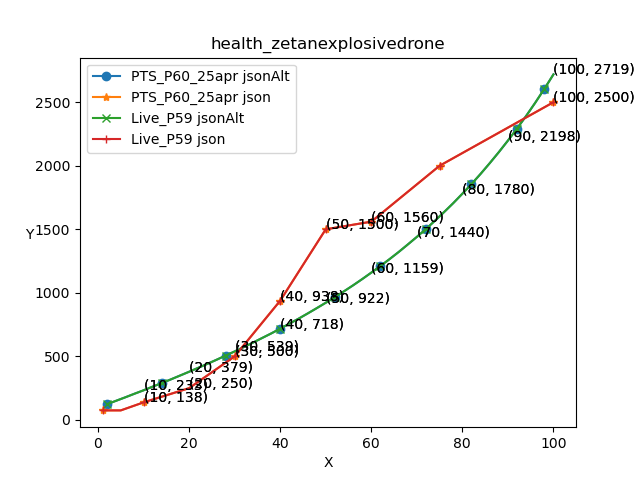 health_zetanexplosivedrone
PTS_P60_25apr jsonAlt
PTS_P60_25apr json
Live_P59 jsonAlt
Live_P59 json
(100, 2719)
(100, 2500)
(90, 2198)
(80, 1780)
(60, 1560)
(50, 1500)
(70, 1440)
(60, 1159)
(40, 938)
(50, 922)
(40, 718)
(30, 539)
(30, 500)
(20, 379)
(20, 250)
(10, 138)
2500
2000
1500
1000
500
0
Y
0 20 40 60 80 100
X